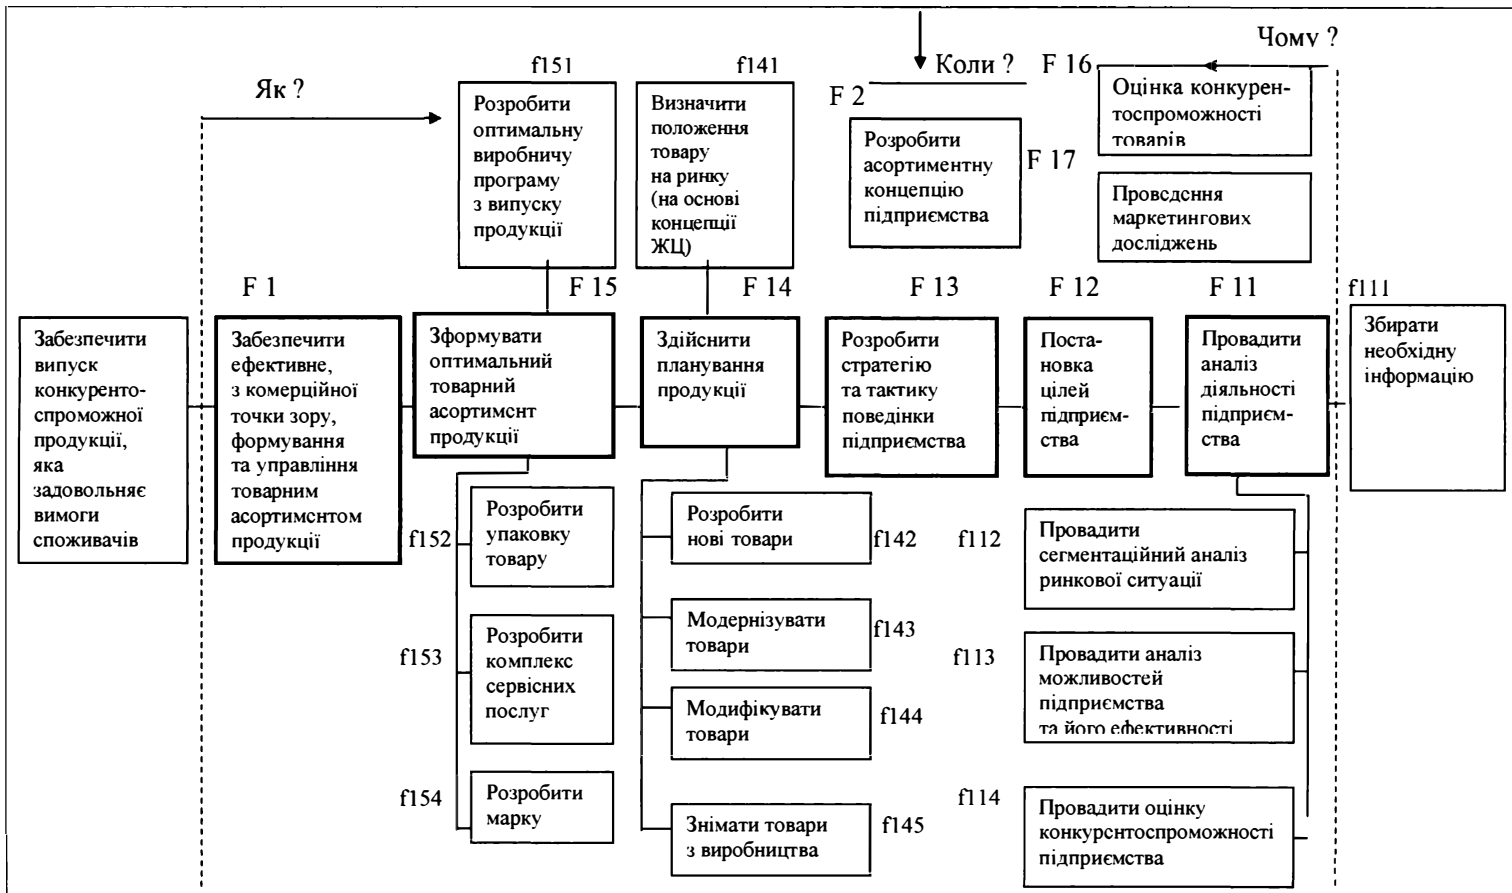 Як ?
f151
f141
Коли ?
F 16
Чому ?
F 2
Розробити
оптимальну
виробничу
програму
з випуску
продукції
Визначити
положення
товару
на ринку
(на основі
концепції
ЖЦ)
Розробити
асортиментну
концепцію
підприємства
F 17
Оцінка конкурен-
тоспроможності
товарів
Проведення
маркетингових
досліджень
F 1
F 15
F 14
F 13
F 12
F 11
f111
Забезпечити
випуск
конкуренто-
спроможної
продукції,
яка
задовольняє
вимоги
споживачів
Забезпечити
ефективне,
з комерційної
точки зору,
формування
та управління
товарним
асортиментом
продукції
Зформувати
оптимальний
товарний
асортимент
продукції
Здійснити
планування
продукції
Розробити
стратегію
та тактику
поведінки
підприємства
Поста-
новка
цілей
підприєм-
ства
Провадити
аналіз
діяльності
підприєм-
ства
Збирати
необхідну
інформацію
f152
Розробити
упаковку
товару
Розробити
нові товари
f142
f112
Провадити
сегментаційний аналіз
ринкової ситуації
f153
Розробити
комплекс
сервісних
послуг
Модернізувати
товари
f143
f113
Провадити аналіз
можливостей
підприємства
та його ефективності
Модифікувати
товари
f144
f154
Розробити
марку
Знімати товари
з виробництва
f145
f114
Провадити оцінку
конкурентоспроможності
підприємства